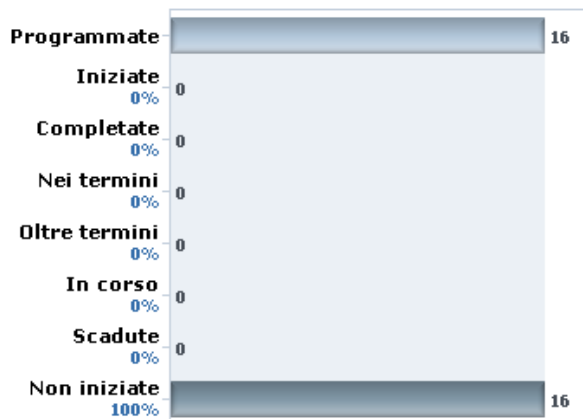 Programmate 16
Iniziate 0
0%
Completate 0
0%
Nei termini 0
0%
Oltre termini 0
0%
In corso 0
0%
Scadute 0
0%
Non iniziate 16
100%